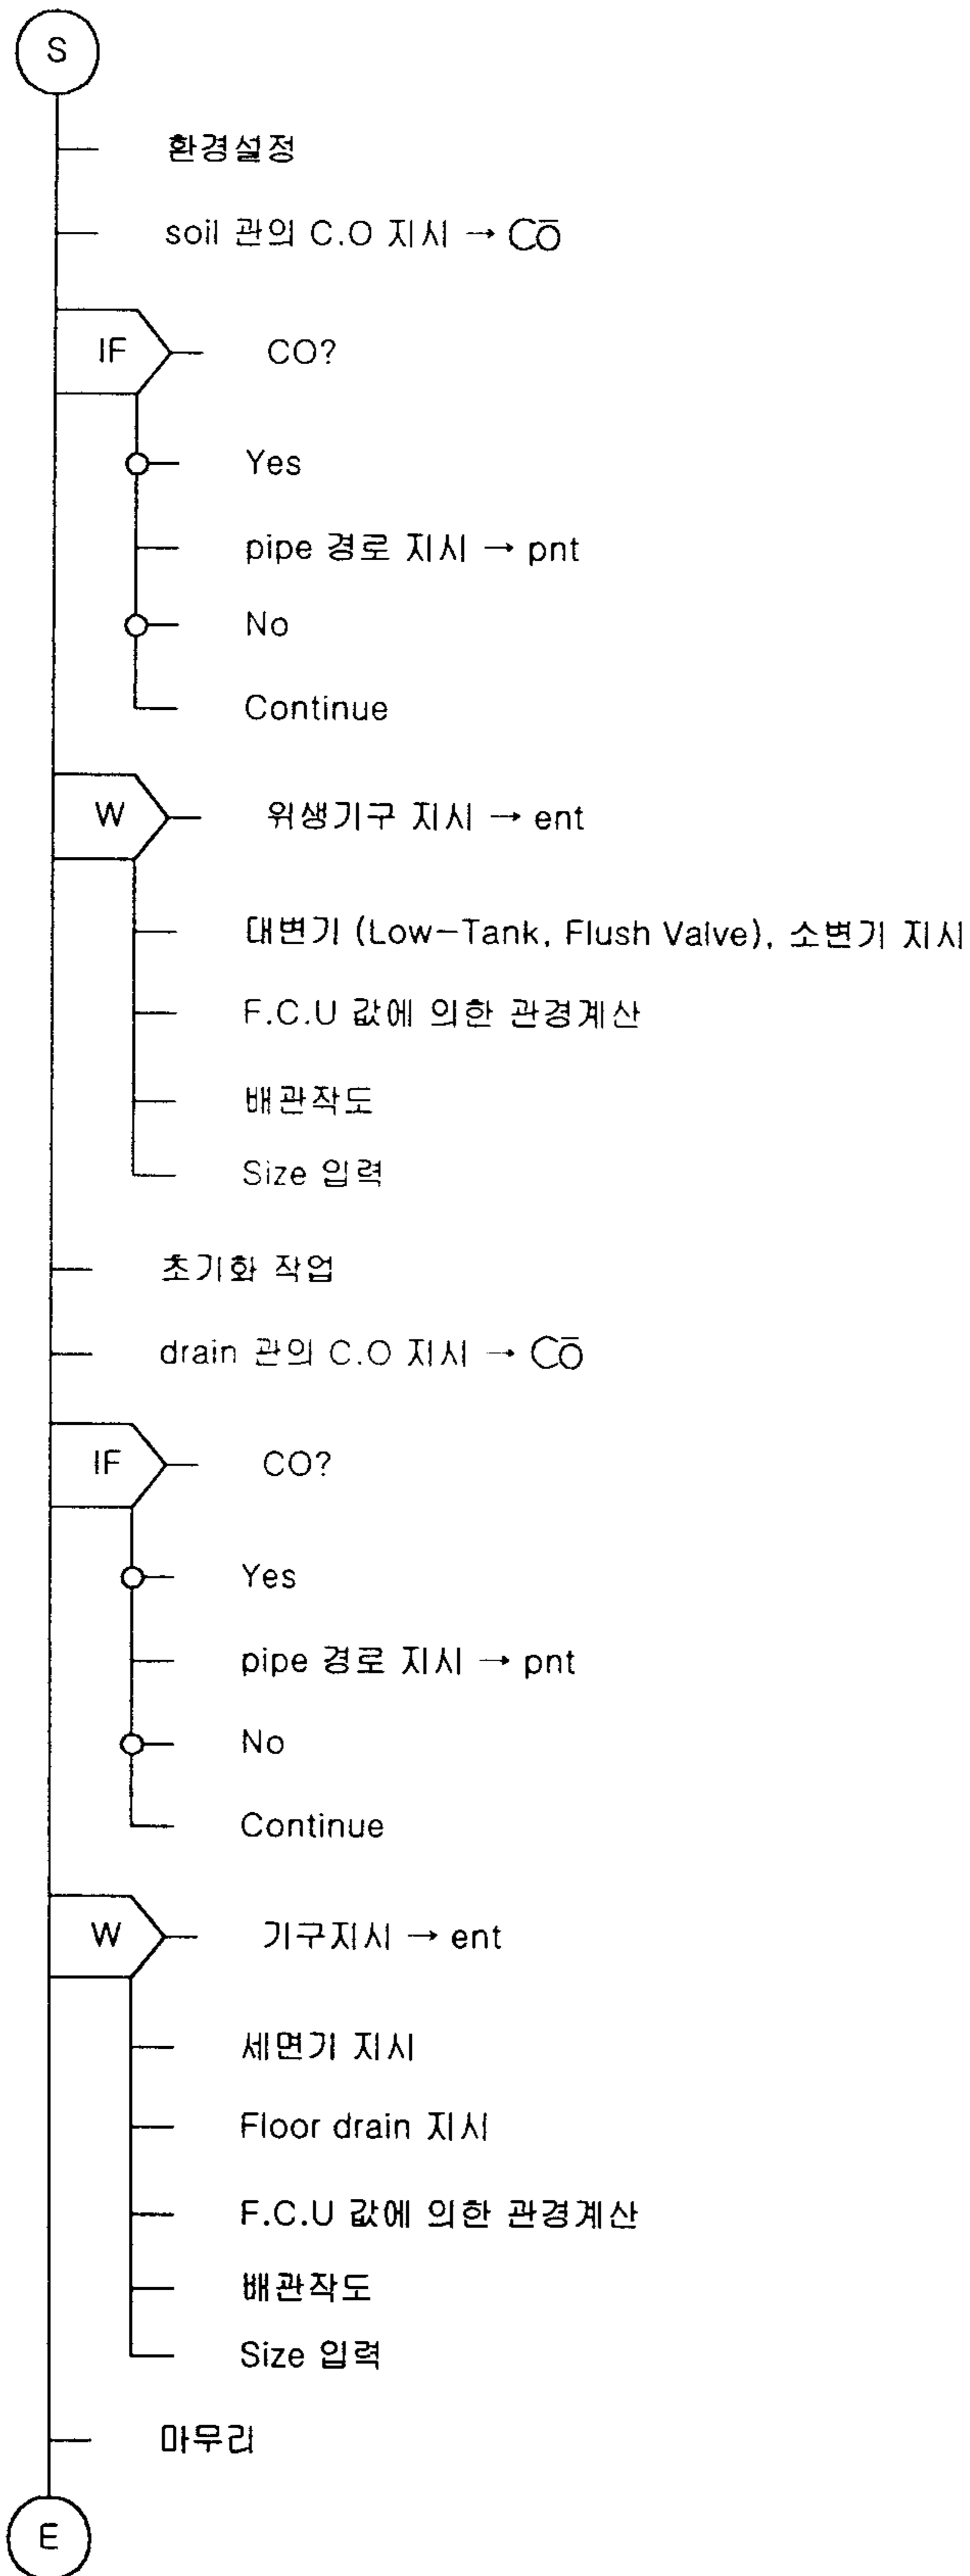 S
환경설정
soil 관의 C.O 지시 → C̄ō
IF CO?
Yes
pipe 경로 지시 → pnt
No
Continue
W 위생기구 지시 → ent
대변기 (Low-Tank, Flush Valve), 소변기 지시
F.C.U 값에 의한 관경계산
배관작도
Size 입력
초기화 작업
drain 관의 C.O 지시 → Cō
IF CO?
Yes
pipe 경로 지시 → pnt
No
Continue
W 기구지시 → ent
세면기 지시
Floor drain 지시
F.C.U 값에 의한 관경계산
배관작도
Size 입력
마무리
E